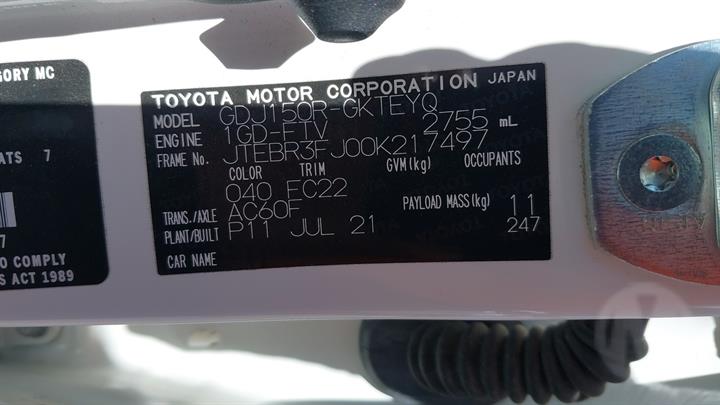 GORY MC
ATS 7
7
O COMPLY
S ACT 1989
TOYOTA MOTOR CORPORATION JAPAN
MODEL GDJ150R-GKTEYQ
ENGINE 1GD-FTV 2755 mL
FRAME No. JTEBR3FJ00K217497
COLOR TRIM GVM(kg) OCCUPANTS
040 FC22
TRANS./AXLE AC60F PAYLOAD MASS(kg) 11
PLANT/BUILT P11 JUL 21 247
CAR NAME